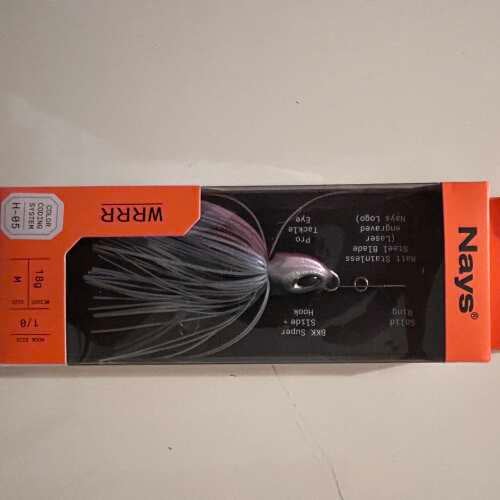 Nays®
Solid
Ring
Matt Stainless
Steel Blade
(Laser
engraved
Nays Logo)
Pro
Tackle
Eye
BKK Super
Slide+
Hook
WRRR
COLOR
CODING
SYSTEM
H-05
18g
WEIGHT
M
SIZE
1/0
HOOK SIZE